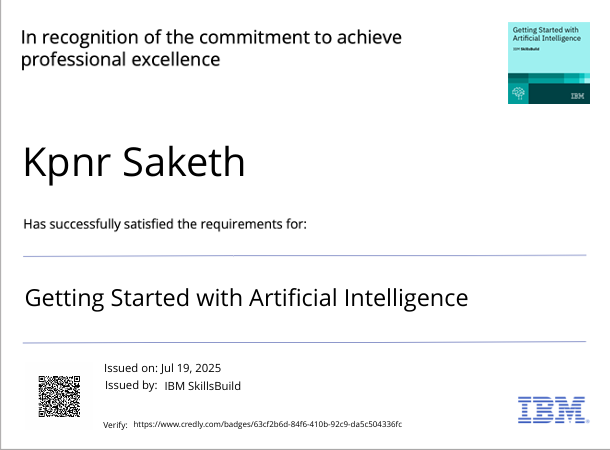 In recognition of the commitment to achieve
professional excellence
Getting Started with
Artificial Intelligence
IBM SkillsBuild
IBM
Kpnr Saketh
Has successfully satisfied the requirements for:
Getting Started with Artificial Intelligence
Issued on: Jul 19, 2025
Issued by: IBM SkillsBuild
Verify: https://www.credly.com/badges/63cf2b6d-84f6-410b-92c9-da5c504336fc
IBM